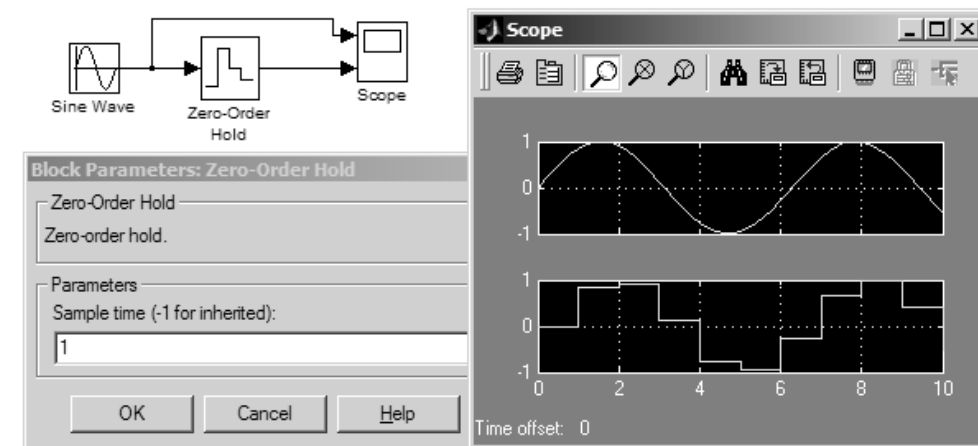 Sine Wave
Zero-Order
Hold
Scope
Block Parameters: Zero-Order Hold
Zero-Order Hold
Zero-order hold.
Parameters
Sample time (-1 for inherited):
1
OK Cancel Help
Scope
1
0
-1
1
0
-1
0 2 4 6 8 10
Time offset: 0